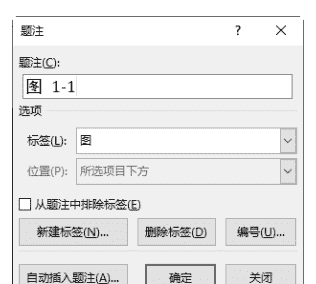 题注 ? ×
题注(C):
图 1-1
选项
标签(L): 图
位置(P): 所选项目下方
从题注中排除标签(E)
新建标签(N)... 删除标签(D) 编号(U)...
自动插入题注(A)... 确定 关闭